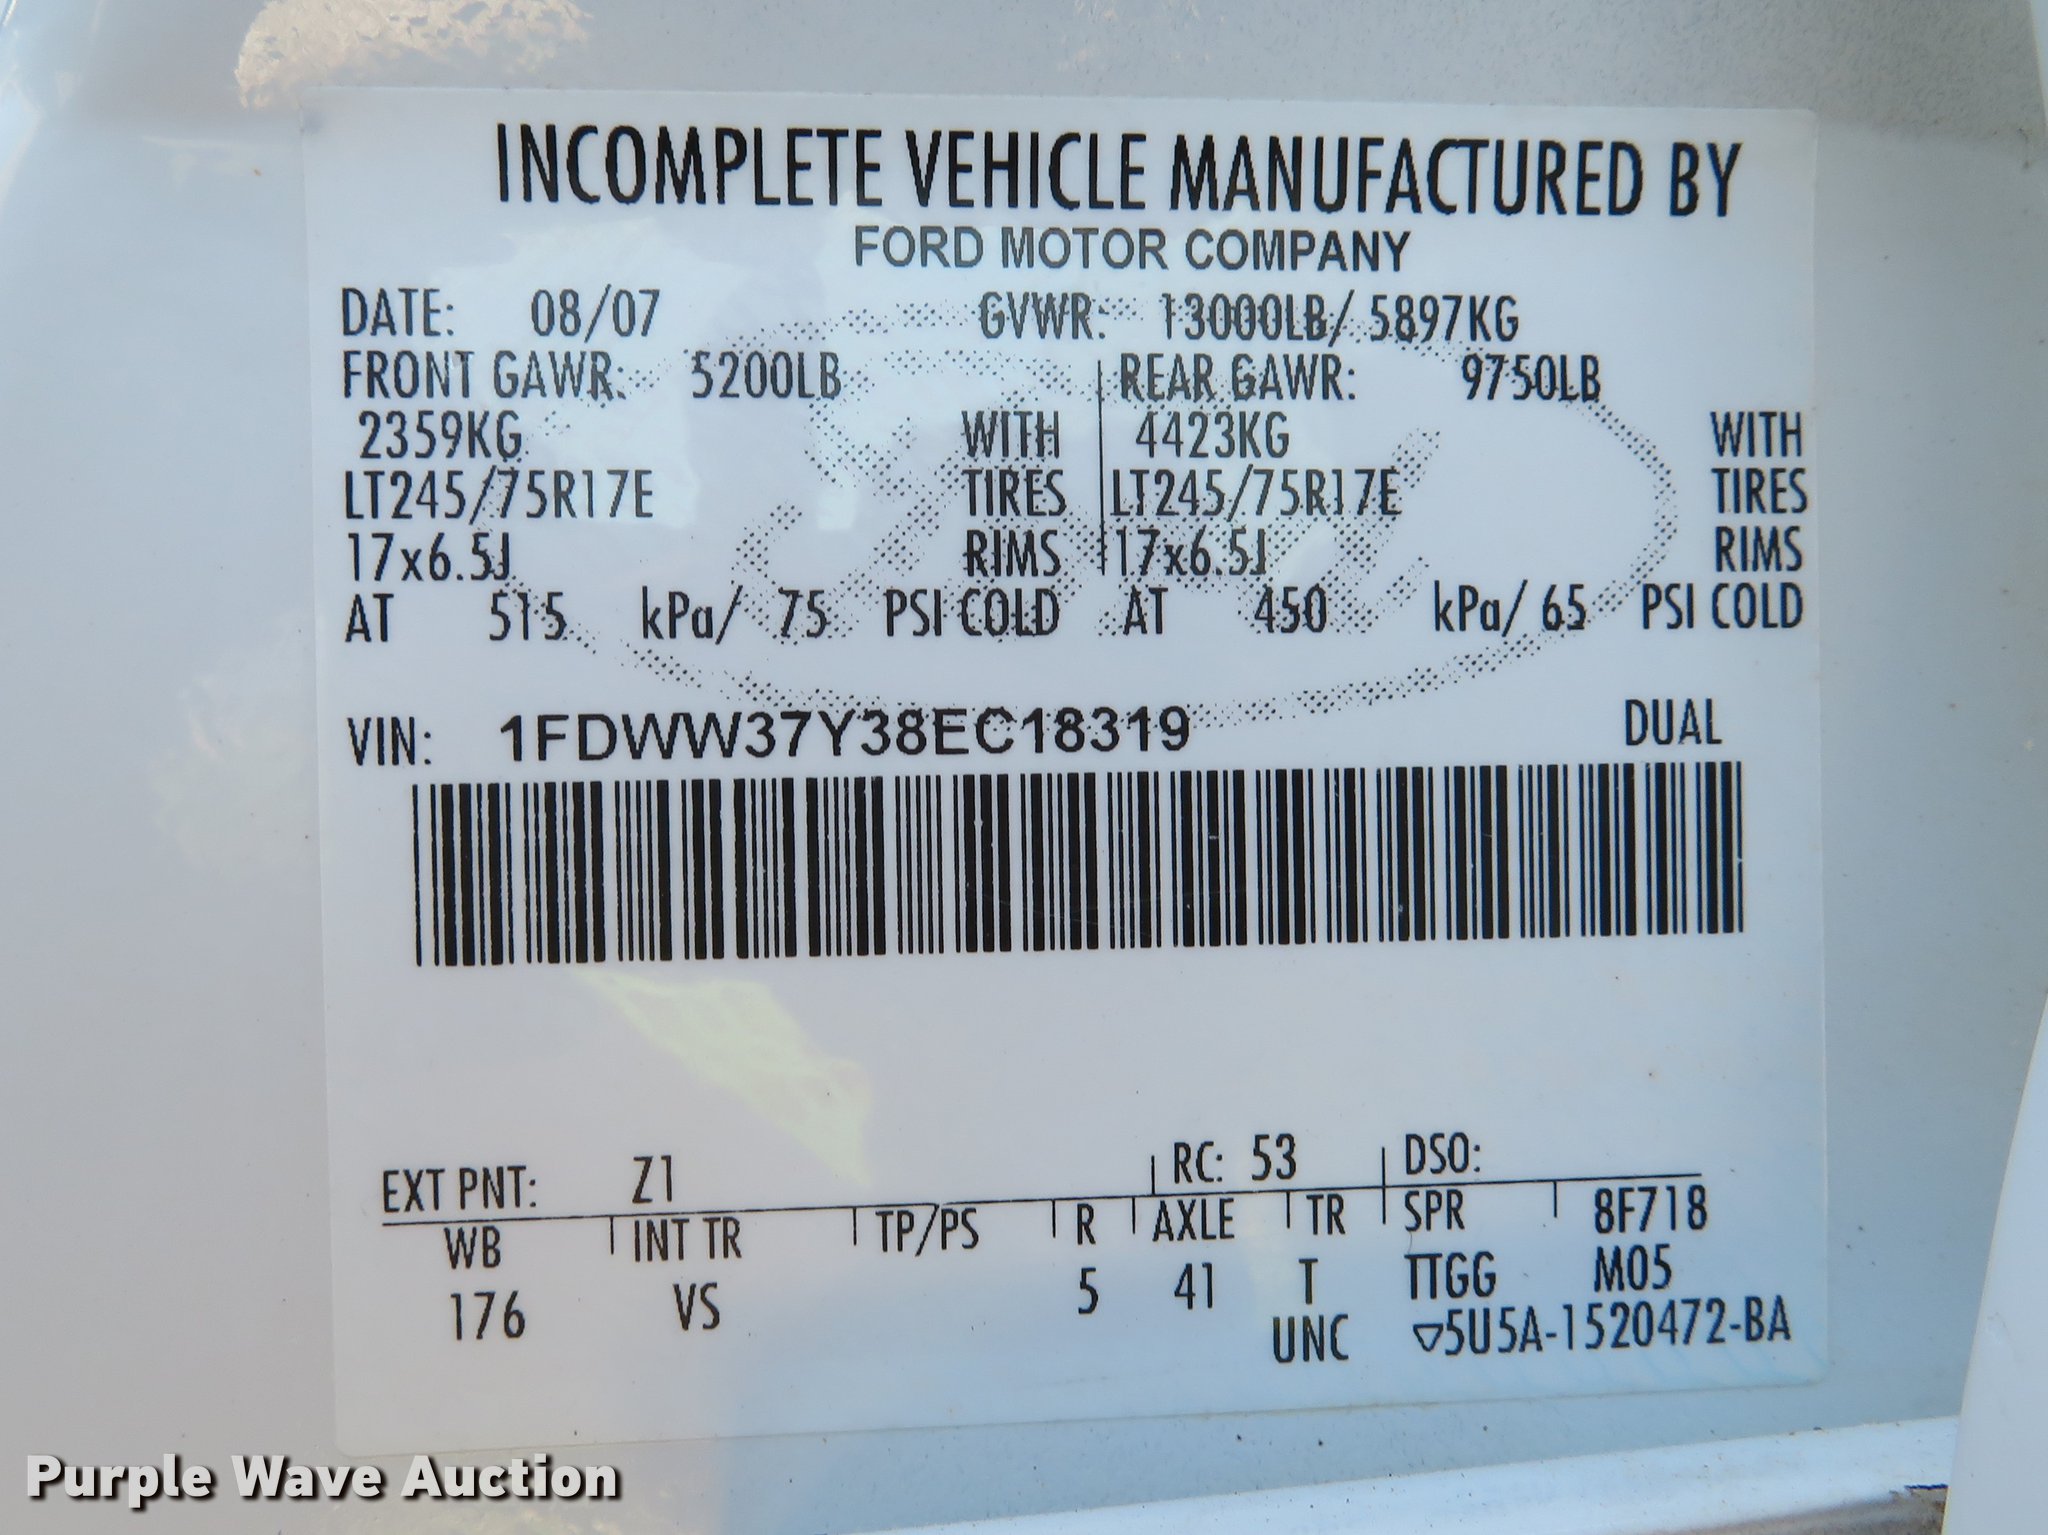 INCOMPLETE VEHICLE MANUFACTURED BY
FORD MOTOR COMPANY
DATE: 08/07 GVWR: 13000LB/ 5897KG
FRONT GAWR: 5200LB REAR GAWR: 9750LB
2359KG WITH 4423KG WITH
LT245/75R17E TIRES LT245/75R17E TIRES
17x6.5J RIMS 17x6.5J RIMS
AT 515 kPa/ 75 PSI COLD AT 450 kPa/ 65 PSI COLD
VIN: 1FDWW37Y38EC18319 DUAL
EXT PNT: Z1 RC: 53 DSO:
WB INT TR TP/PS R AXLE TR SPR 8F718
176 VS 5 41 T TTGG M05
UNC ▽5U5A-1520472-BA
Purple Wave Auction